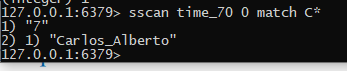 127.0.0.1:6379> sscan time_70 0 match C*
1) "7"
2) 1) "Carlos_Alberto"
127.0.0.1:6379>